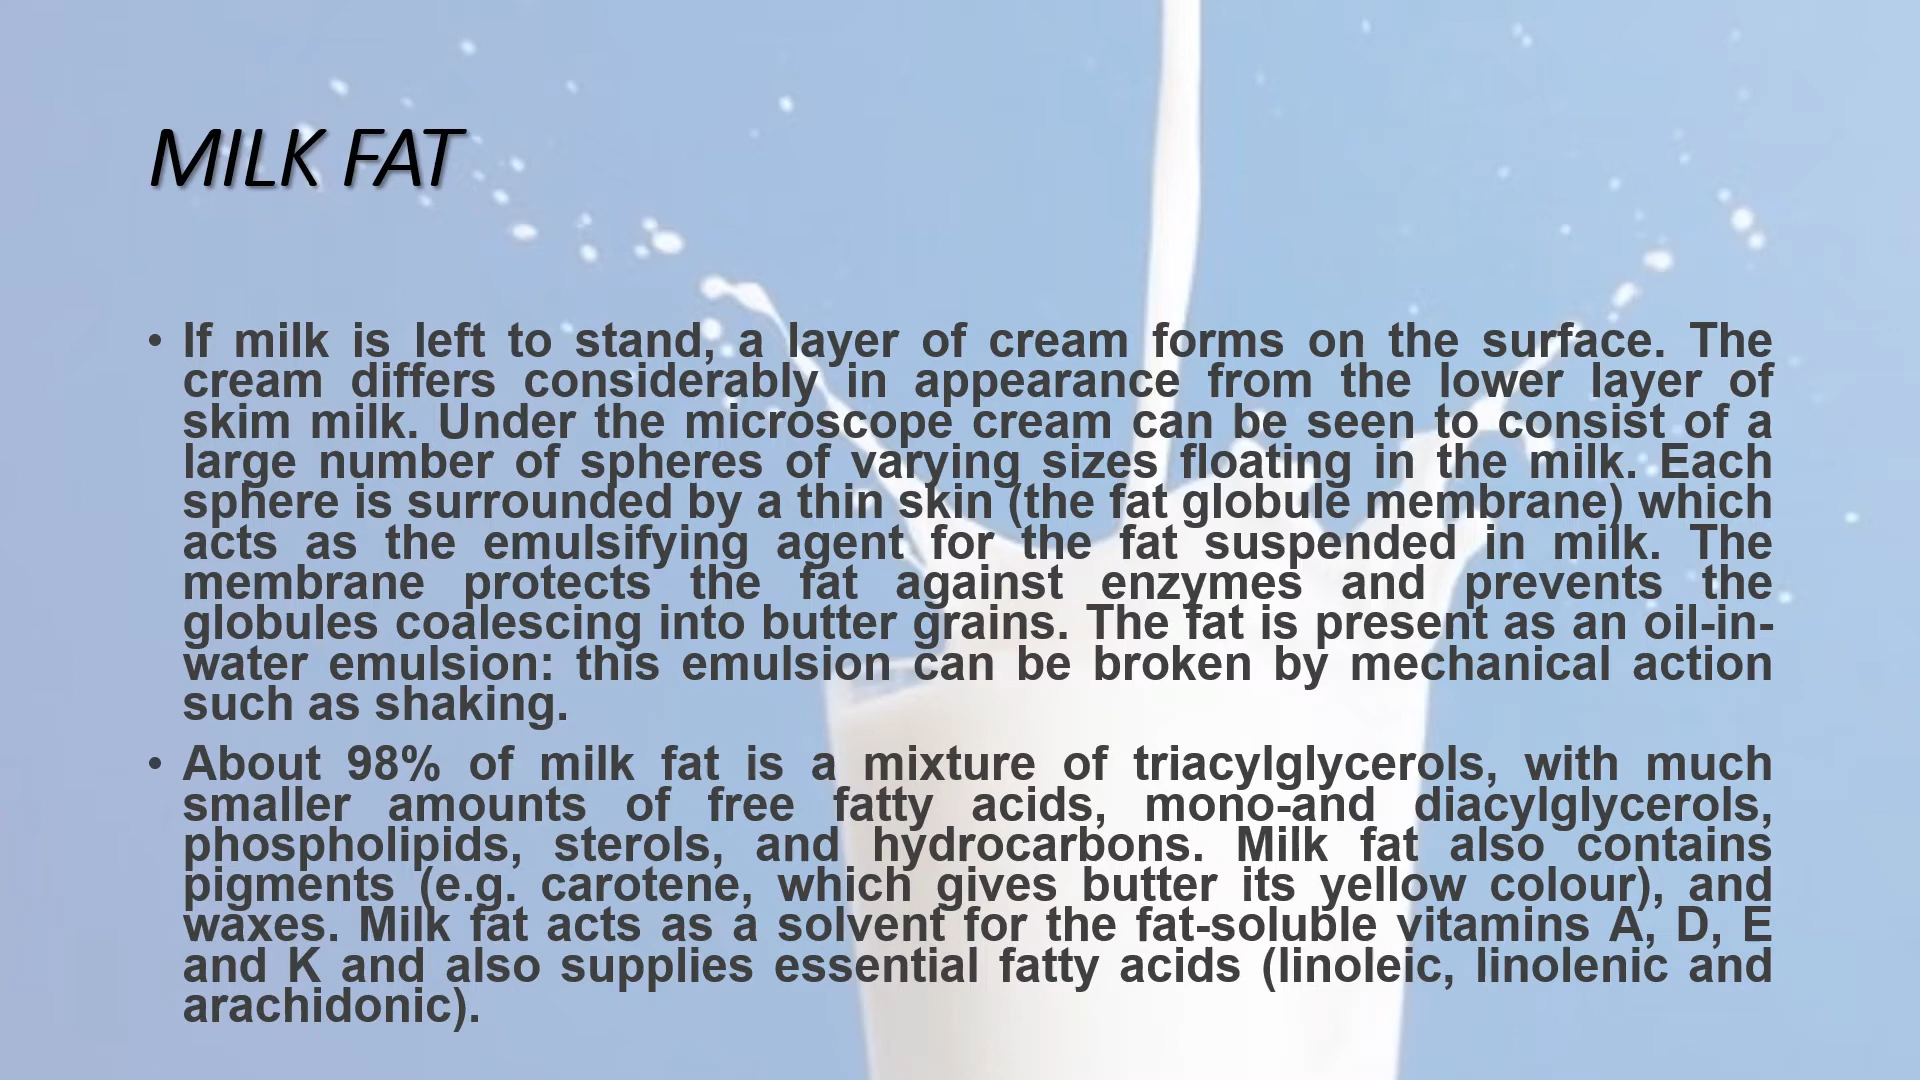 MILK FAT
• If milk is left to stand, a layer of cream forms on the surface. The
cream differs considerably in appearance from the lower layer of
skim milk. Under the microscope cream can be seen to consist of a
large number of spheres of varying sizes floating in the milk. Each
sphere is surrounded by a thin skin (the fat globule membrane) which
acts as the emulsifying agent for the fat suspended in milk. The
membrane protects the fat against enzymes and prevents the
globules coalescing into butter grains. The fat is present as an oil-in-
water emulsion: this emulsion can be broken by mechanical action
such as shaking.
• About 98% of milk fat is a mixture of triacylglycerols, with much
smaller amounts of free fatty acids, mono-and diacylglycerols,
phospholipids, sterols, and hydrocarbons. Milk fat also contains
pigments (e.g. carotene, which gives butter its yellow colour), and
waxes. Milk fat acts as a solvent for the fat-soluble vitamins A, D, E
and K and also supplies essential fatty acids (linoleic, linolenic and
arachidonic).